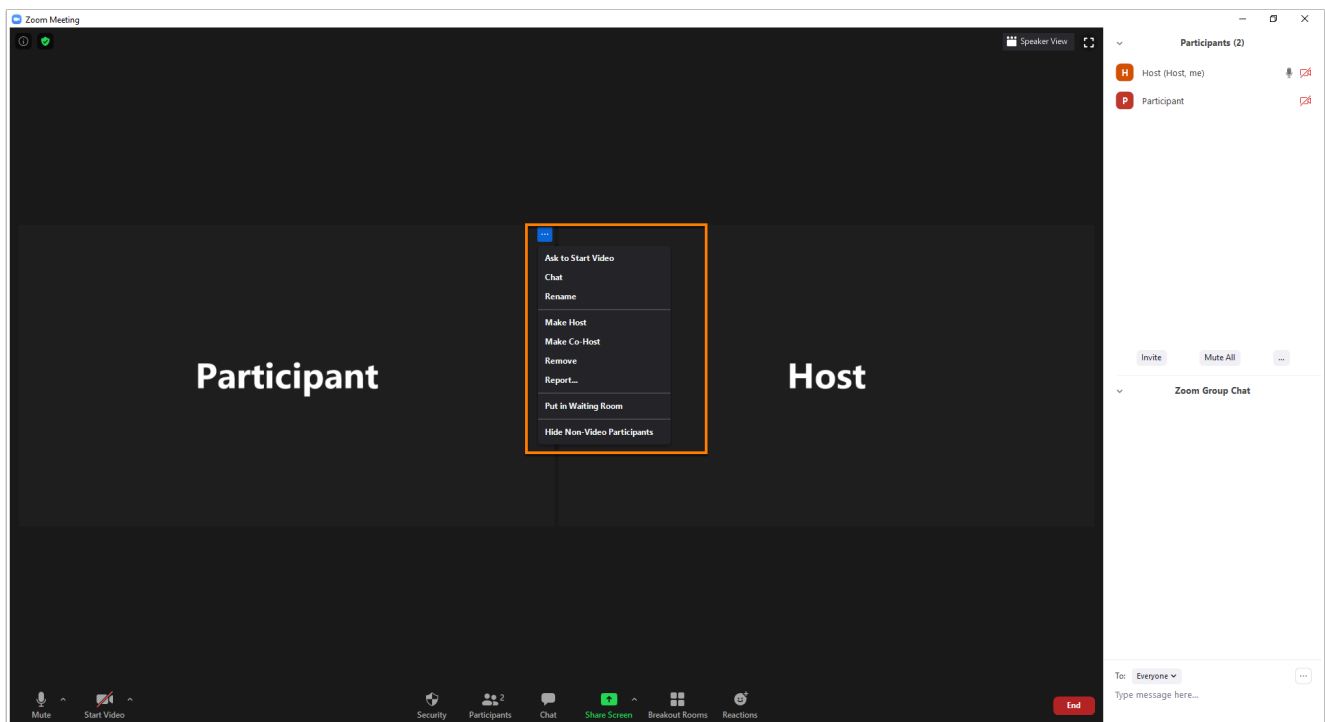 Zoom Meeting
Speaker View
Participants (2)
H Host (Host, me)
P Participant
...
Ask to Start Video
Chat
Rename
Make Host
Make Co-Host
Remove
Report...
Put in Waiting Room
Hide Non-Video Participants
Participant
Host
Invite Mute All ...
Zoom Group Chat
To: Everyone ...
Type message here...
Mute Start Video Security Participants 2 Chat Share Screen Breakout Rooms Reactions End